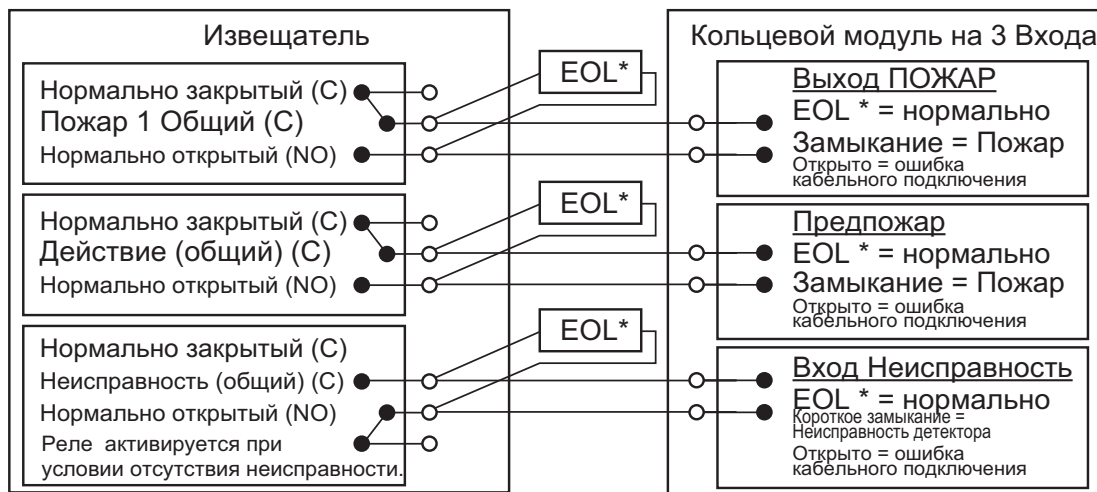 Извещатель
Нормально закрытый (C)
Пожар 1 Общий (C)
Нормально открытый (NO)
EOL*
Нормально закрытый (C)
Действие (общий) (C)
Нормально открытый (NO)
EOL*
Нормально закрытый (C)
Неисправность (общий) (C)
Нормально открытый (NO)
Реле активируется при
условии отсутствия неисправности.
EOL*
Кольцевой модуль на 3 Входа
Выход ПОЖАР
EOL * = нормально
Замыкание = Пожар
Открыто = ошибка
кабельного подключения
Предпожар
EOL * = нормально
Замыкание = Пожар
Открыто = ошибка
кабельного подключения
Вход Неисправность
EOL * = нормально
Короткое замыкание =
Неисправность детектора
Открыто = ошибка
кабельного подключения